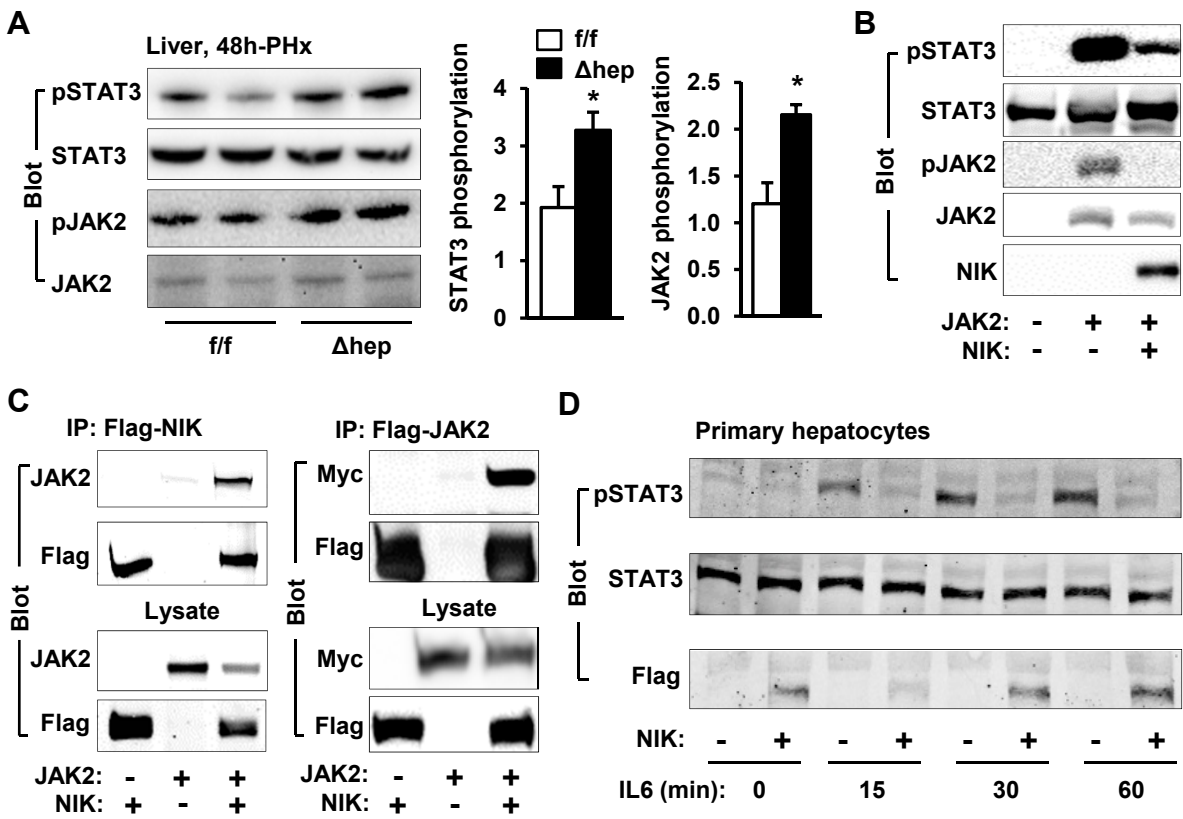 A
Liver, 48h-PHx
Blot
pSTAT3
STAT3
pJAK2
JAK2
f/f
Δhep
f/f
Δhep
STAT3 phosphorylation
4
3
2
1
0
*
JAK2 phosphorylation
2.5
2.0
1.5
1.0
0.0
*
B
Blot
pSTAT3
STAT3
pJAK2
JAK2
NIK
JAK2: - + +
NIK: - - +
C
IP: Flag-NIK
Blot
JAK2
Flag
Lysate
JAK2
Flag
JAK2: - + +
NIK: + - +
IP: Flag-JAK2
Blot
Myc
Flag
Lysate
Myc
Flag
JAK2: - + +
NIK: + - +
D
Primary hepatocytes
Blot
pSTAT3
STAT3
Flag
NIK: - + - + - + - +
IL6 (min): 0 15 30 60